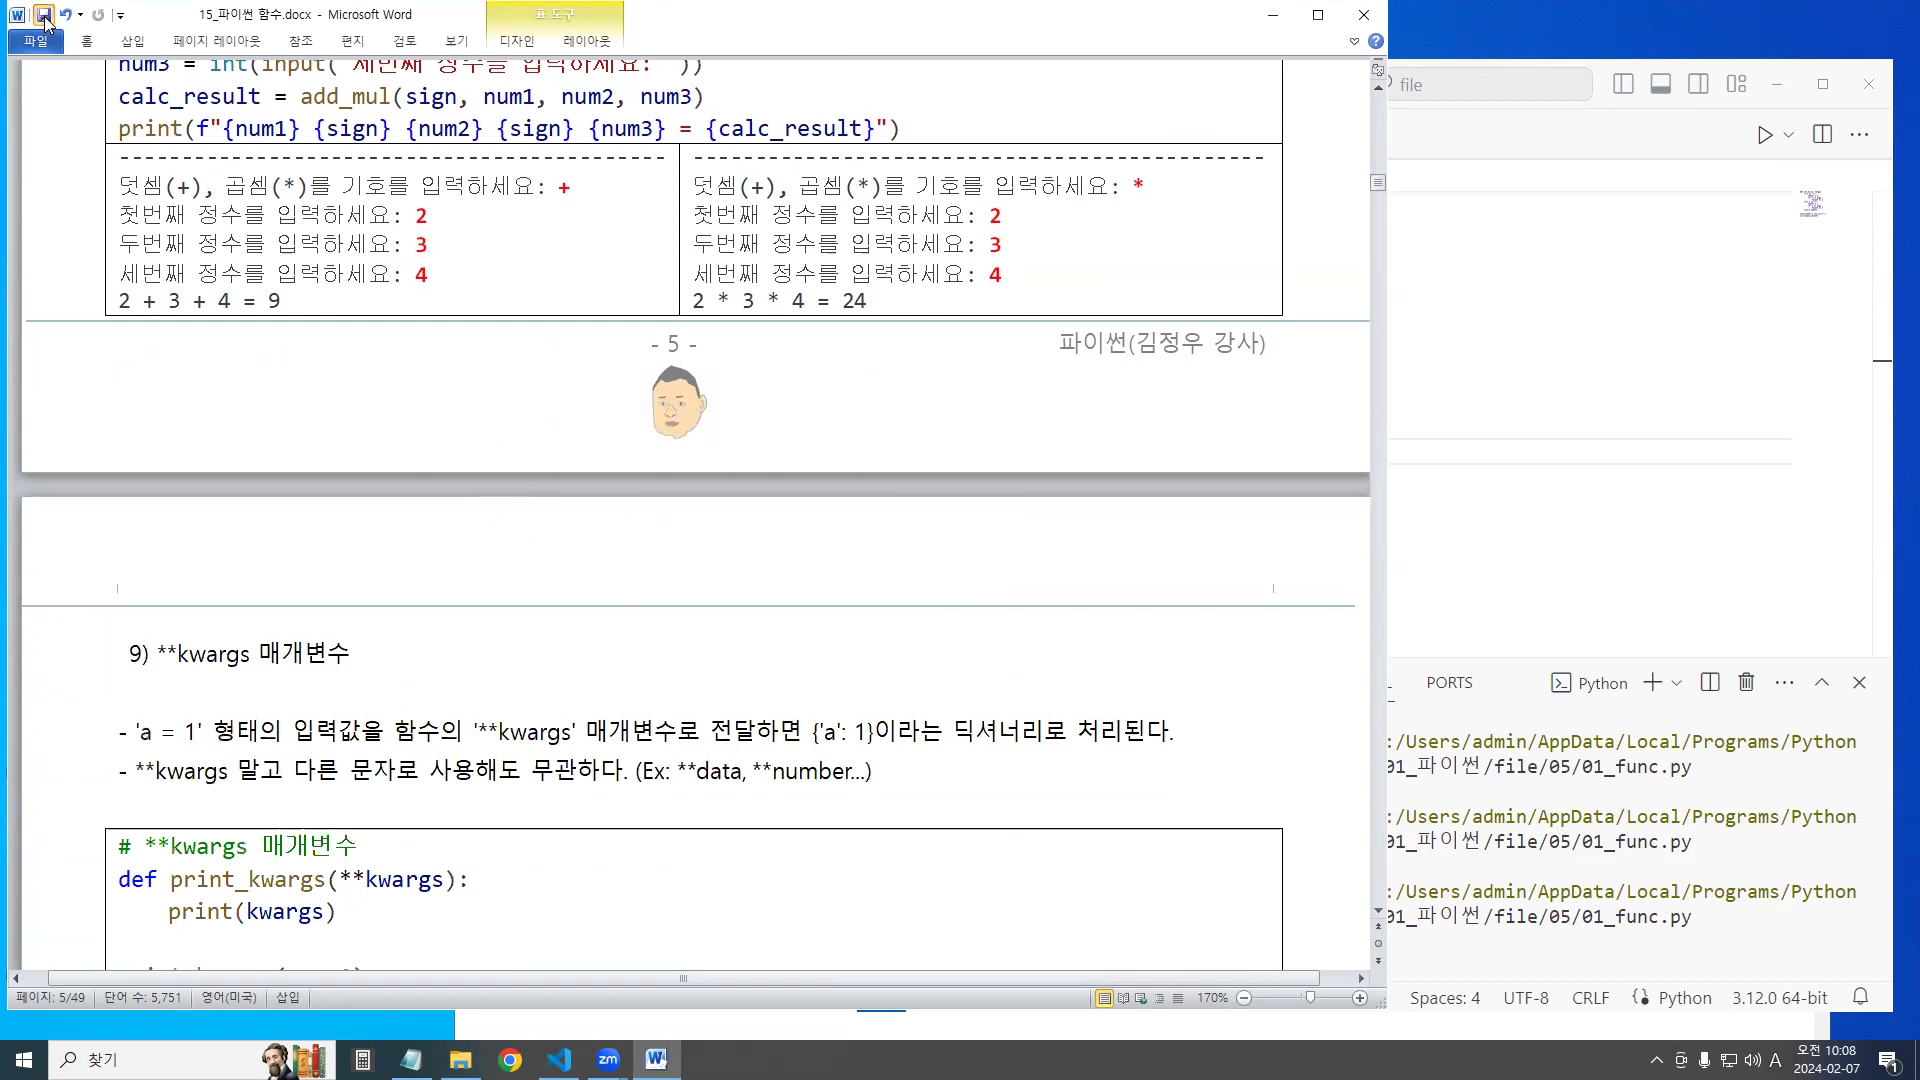 15_파이썬 함수.docx - Microsoft Word
표 도구
파일 홈 삽입 페이지 레이아웃 참조 편지 검토 보기 디자인 레이아웃
num3 = int(input("세번째 정수를 입력하세요: "))
calc_result = add_mul(sign, num1, num2, num3)
print(f"{num1} {sign} {num2} {sign} {num3} = {calc_result}")
-------------------------------------------
덧셈(+), 곱셈(*)를 기호를 입력하세요: +
첫번째 정수를 입력하세요: 2
두번째 정수를 입력하세요: 3
세번째 정수를 입력하세요: 4
2 + 3 + 4 = 9
---------------------------------------------
덧셈(+), 곱셈(*)를 기호를 입력하세요: *
첫번째 정수를 입력하세요: 2
두번째 정수를 입력하세요: 3
세번째 정수를 입력하세요: 4
2 * 3 * 4 = 24
- 5 -
파이썬(김정우 강사)
9) **kwargs 매개변수
- 'a = 1' 형태의 입력값을 함수의 '**kwargs' 매개변수로 전달하면 {'a': 1}이라는 딕셔너리로 처리된다.
- **kwargs 말고 다른 문자로 사용해도 무관하다. (Ex: **data, **number...)
# **kwargs 매개변수
def print_kwargs(**kwargs):
print(kwargs)
페이지: 5/49 단어 수: 5,751 영어(미국) 삽입
170%
file
PORTS
Python
:/Users/admin/AppData/Local/Programs/Python
01_파이썬/file/05/01_func.py
:/Users/admin/AppData/Local/Programs/Python
01_파이썬/file/05/01_func.py
:/Users/admin/AppData/Local/Programs/Python
01_파이썬/file/05/01_func.py
Spaces: 4 UTF-8 CRLF Python 3.12.0 64-bit
찾기
zm
A
오전 10:08
2024-02-07
1